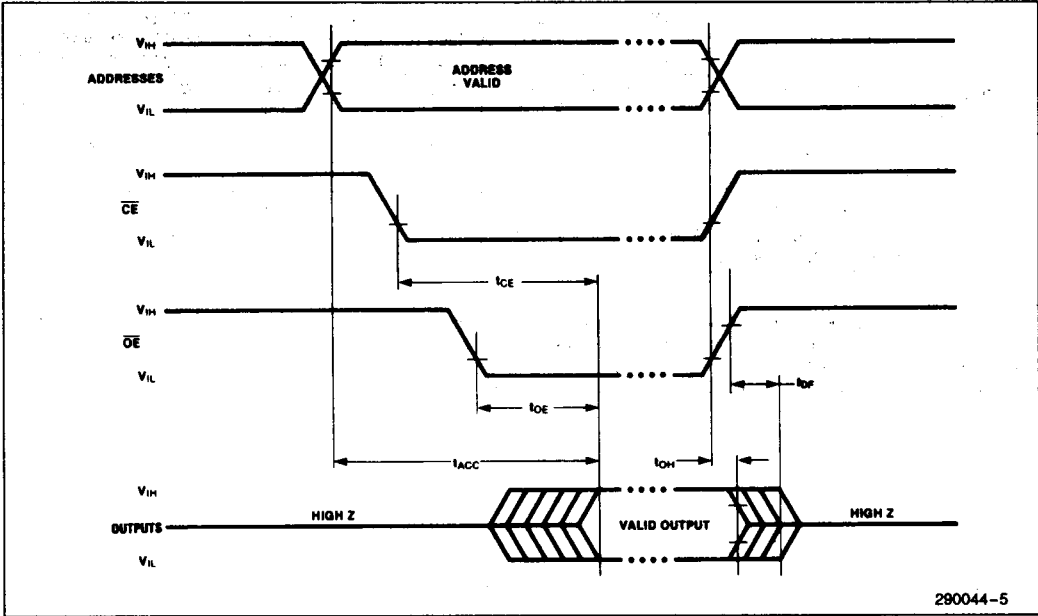 VIH
ADDRESSES
ADDRESS
VALID
VIL
VIH
CE
VIL
tCE
VIH
OE
VIL
tDF
tOE
tACC
tOH
VIH
HIGH Z
OUTPUTS
VALID OUTPUT
HIGH Z
VIL
290044-5